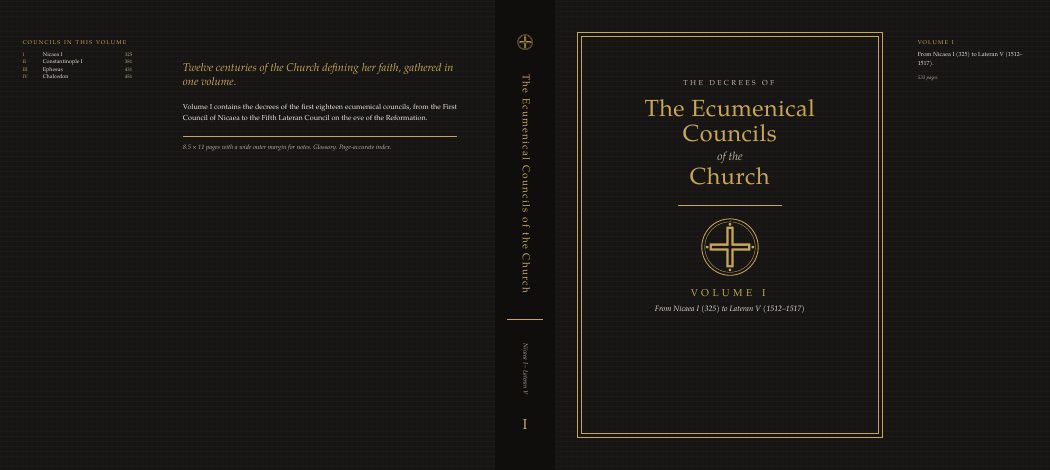 COUNCILS IN THIS VOLUME
I Nicaea I 325
II Constantinople I 381
III Ephesus 431
IV Chalcedon 451
Twelve centuries of the Church defining her faith, gathered in
one volume.
Volume I contains the decrees of the first eighteen ecumenical councils, from the First
Council of Nicaea to the Fifth Lateran Council on the eve of the Reformation.
8.5 × 11 pages with a wide outer margin for notes. Glossary. Page-accurate index.
The Ecumenical Councils of the Church
Nicaea I – Lateran V
I
THE DECREES OF
The Ecumenical
Councils
of the
Church
VOLUME I
From Nicaea I (325) to Lateran V (1512–1517)
VOLUME I
From Nicaea I (325) to Lateran V (1512–
1517).
533 pages